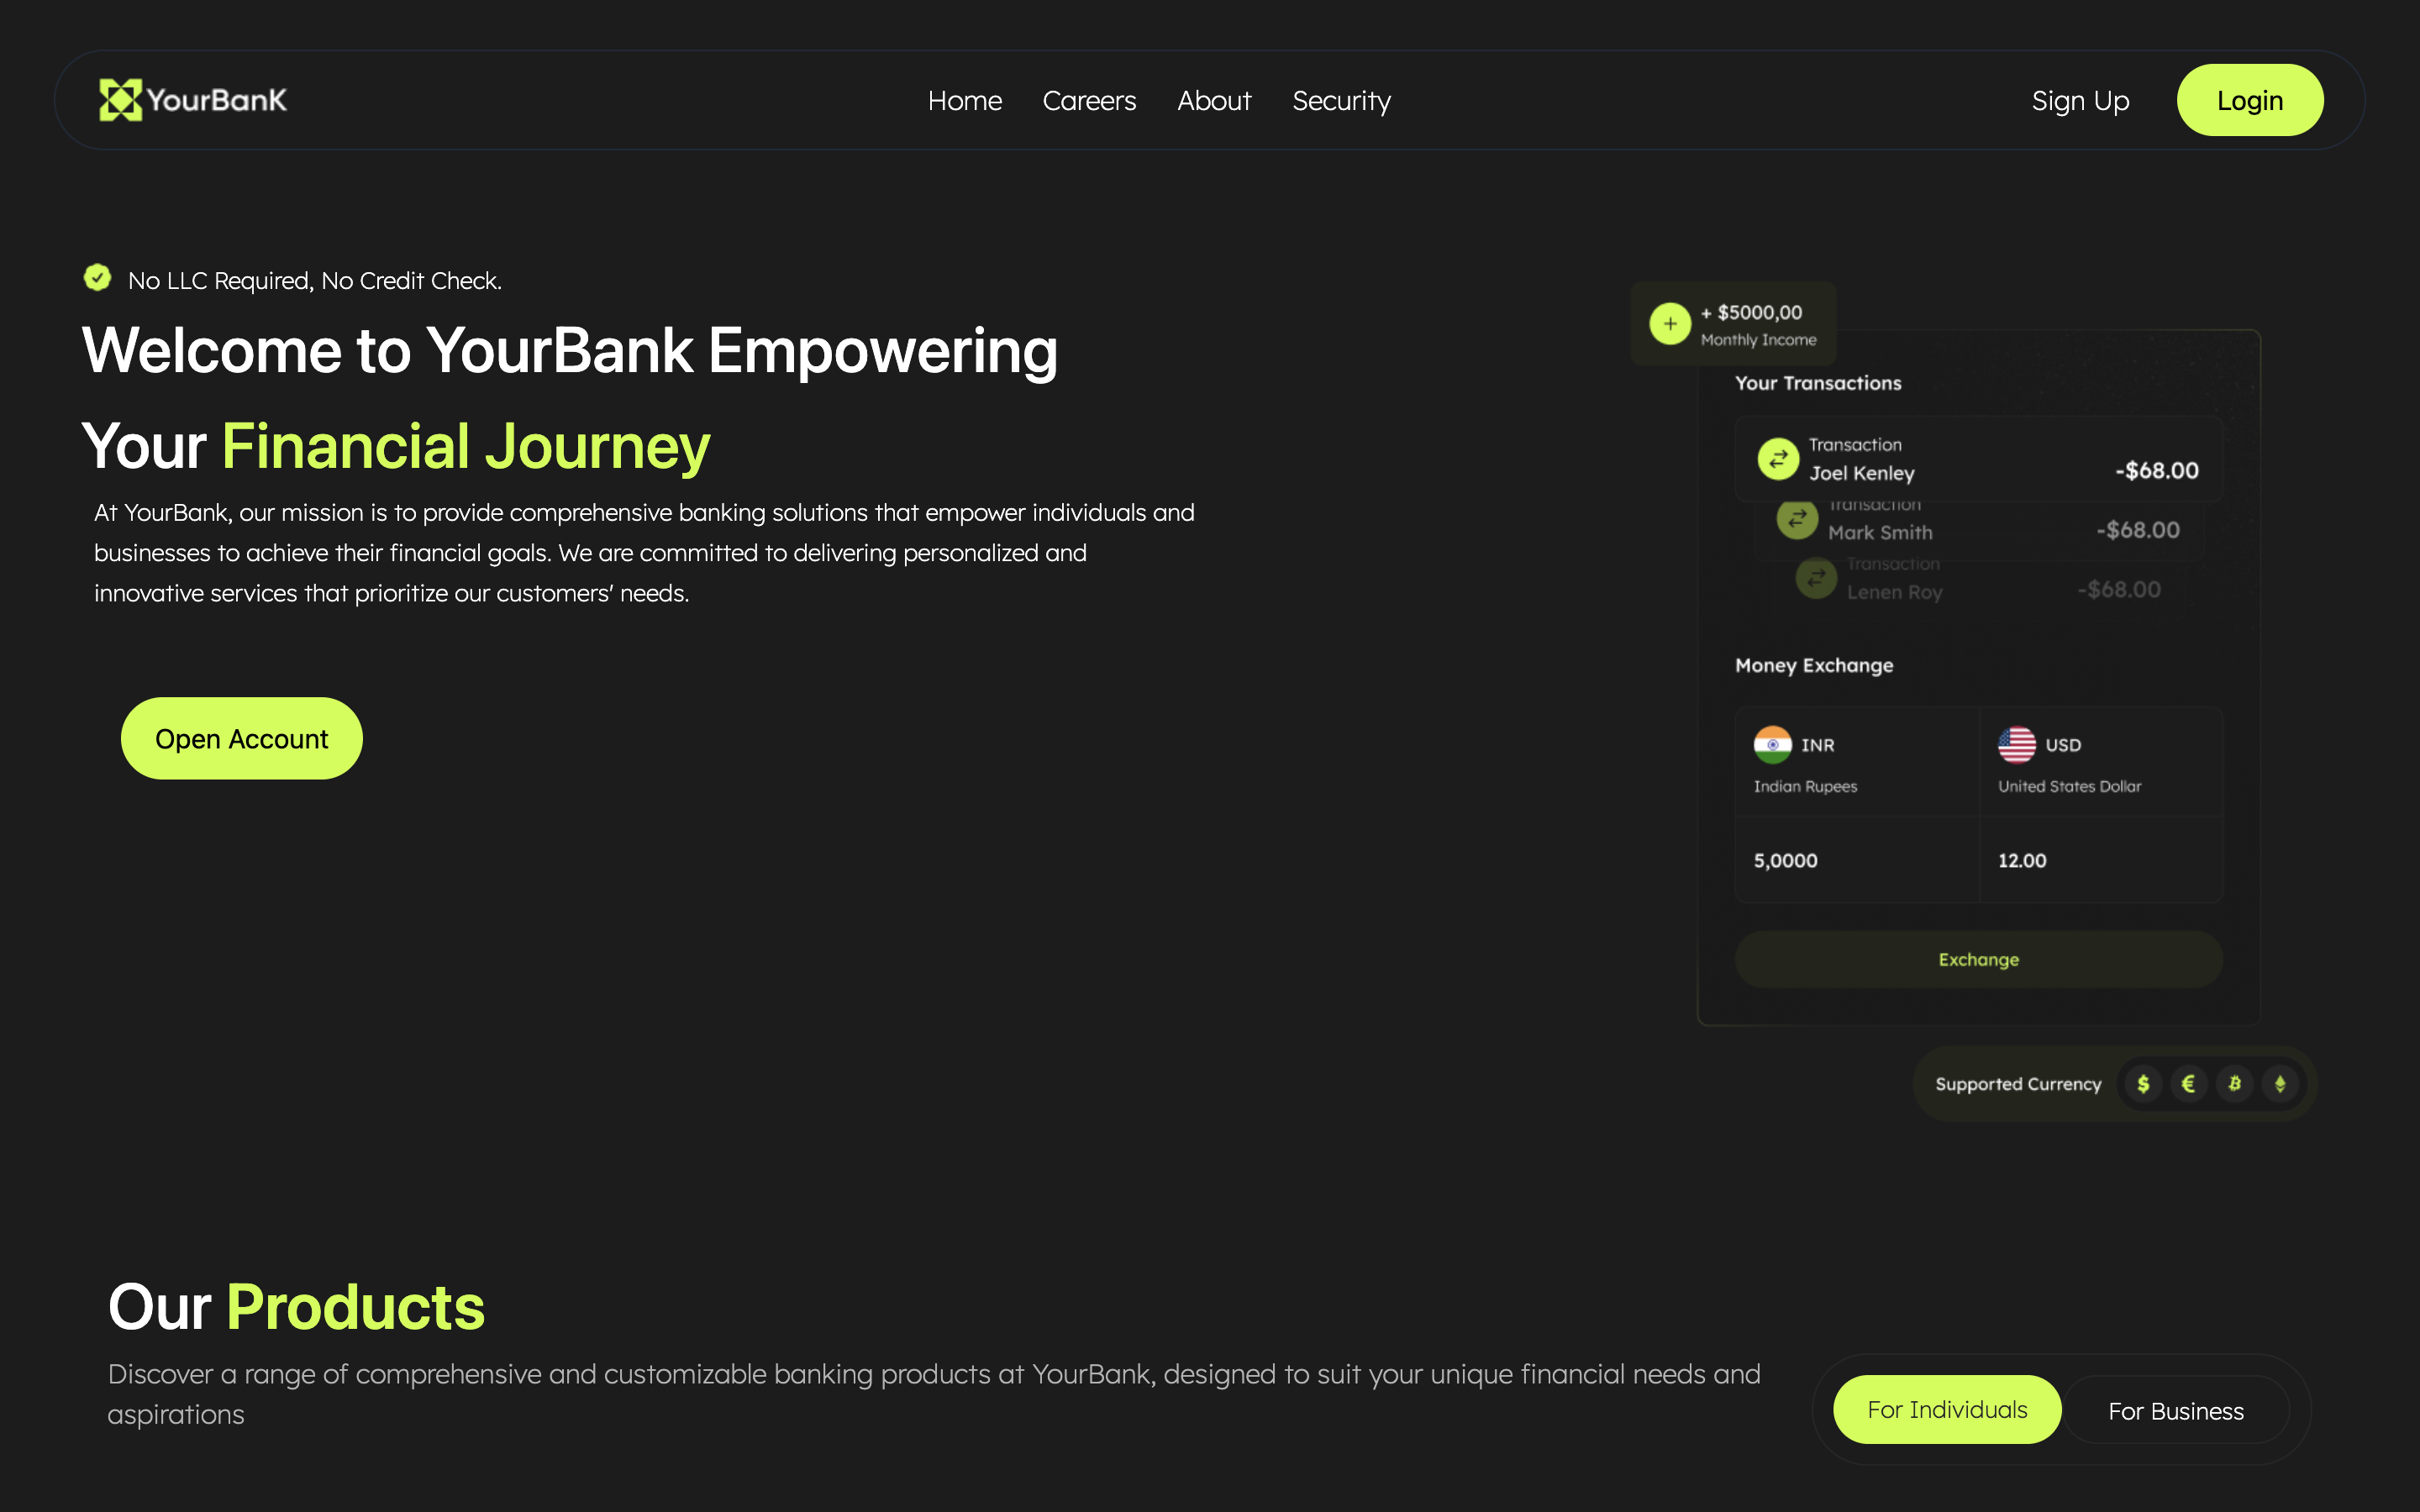 YourBanK
Home Careers About Security
Sign Up Login
No LLC Required, No Credit Check.
Welcome to YourBank Empowering
Your Financial Journey
At YourBank, our mission is to provide comprehensive banking solutions that empower individuals and
businesses to achieve their financial goals. We are committed to delivering personalized and
innovative services that prioritize our customers' needs.
Open Account
+ $5000,00
Monthly Income
Your Transactions
Transaction
Joel Kenley -$68.00
Transaction
Mark Smith -$68.00
Transaction
Lenen Roy -$68.00
Money Exchange
INR USD
Indian Rupees United States Dollar
5,0000 12.00
Exchange
Supported Currency $ € ₿
Our Products
Discover a range of comprehensive and customizable banking products at YourBank, designed to suit your unique financial needs and
aspirations
For Individuals For Business